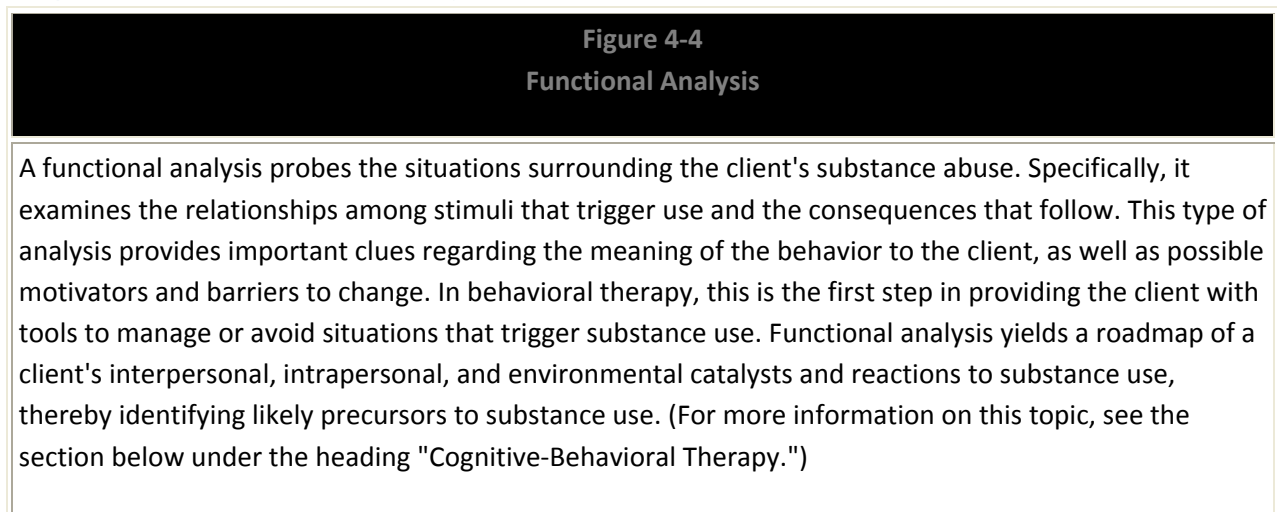 Figure 4-4
Functional Analysis
A functional analysis probes the situations surrounding the client's substance abuse. Specifically, it
examines the relationships among stimuli that trigger use and the consequences that follow. This type of
analysis provides important clues regarding the meaning of the behavior to the client, as well as possible
motivators and barriers to change. In behavioral therapy, this is the first step in providing the client with
tools to manage or avoid situations that trigger substance use. Functional analysis yields a roadmap of a
client's interpersonal, intrapersonal, and environmental catalysts and reactions to substance use,
thereby identifying likely precursors to substance use. (For more information on this topic, see the
section below under the heading "Cognitive-Behavioral Therapy.")